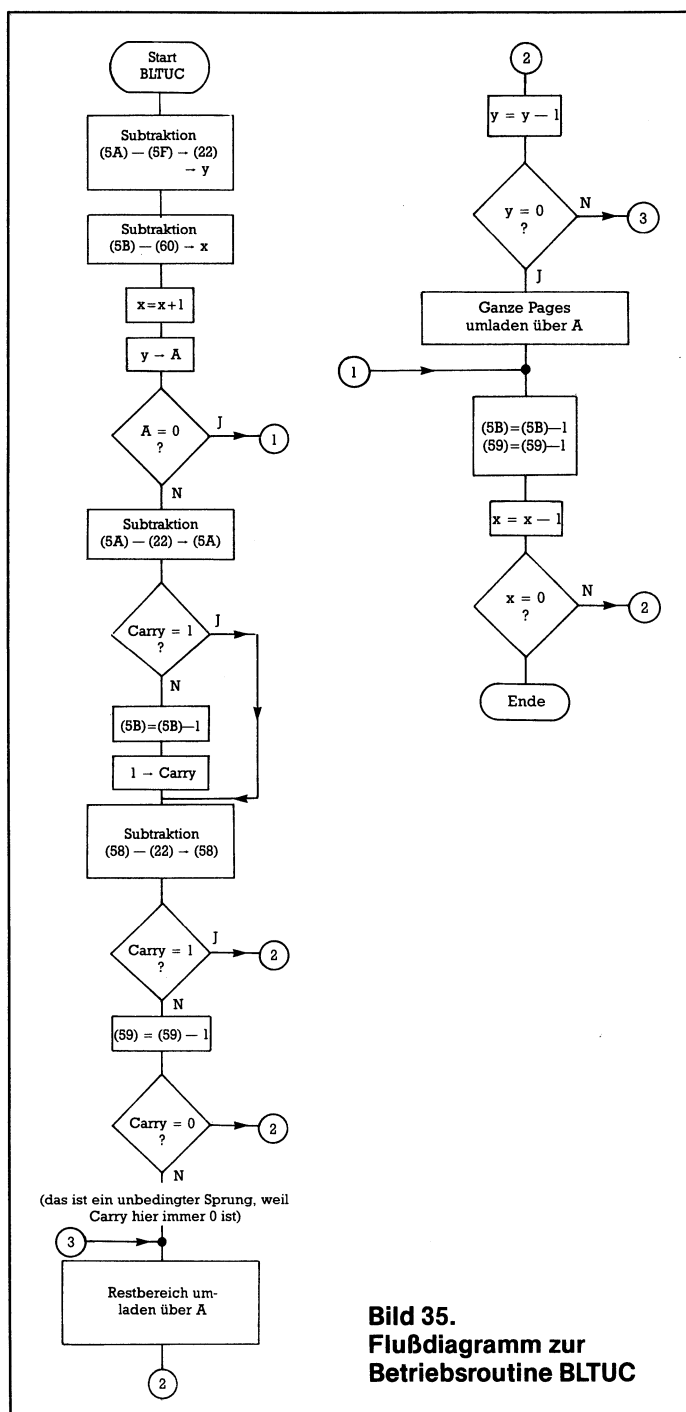 Start
BLTUC
Subtraktion
(5A) — (5F) → (22)
→ y
Subtraktion
(5B) — (60) → x
x=x+1
y → A
A = 0
?
J
1
N
Subtraktion
(5A) — (22) → (5A)
Carry = 1
?
J
N
(5B)=(5B)—1
1 → Carry
Subtraktion
(58) — (22) → (58)
Carry = 1
?
J
2
N
(59) = (59) — 1
Carry = 0
?
2
N
(das ist ein unbedingter Sprung, weil
Carry hier immer 0 ist)
3
Restbereich um-
laden über A
2
2
y = y — 1
y = 0
?
N
3
J
Ganze Pages
umladen über A
1
(5B)=(5B)—1
(59)=(59)—1
x = x — 1
x = 0
?
N
2
Ende
Bild 35.
Flußdiagramm zur
Betriebsroutine BLTUC